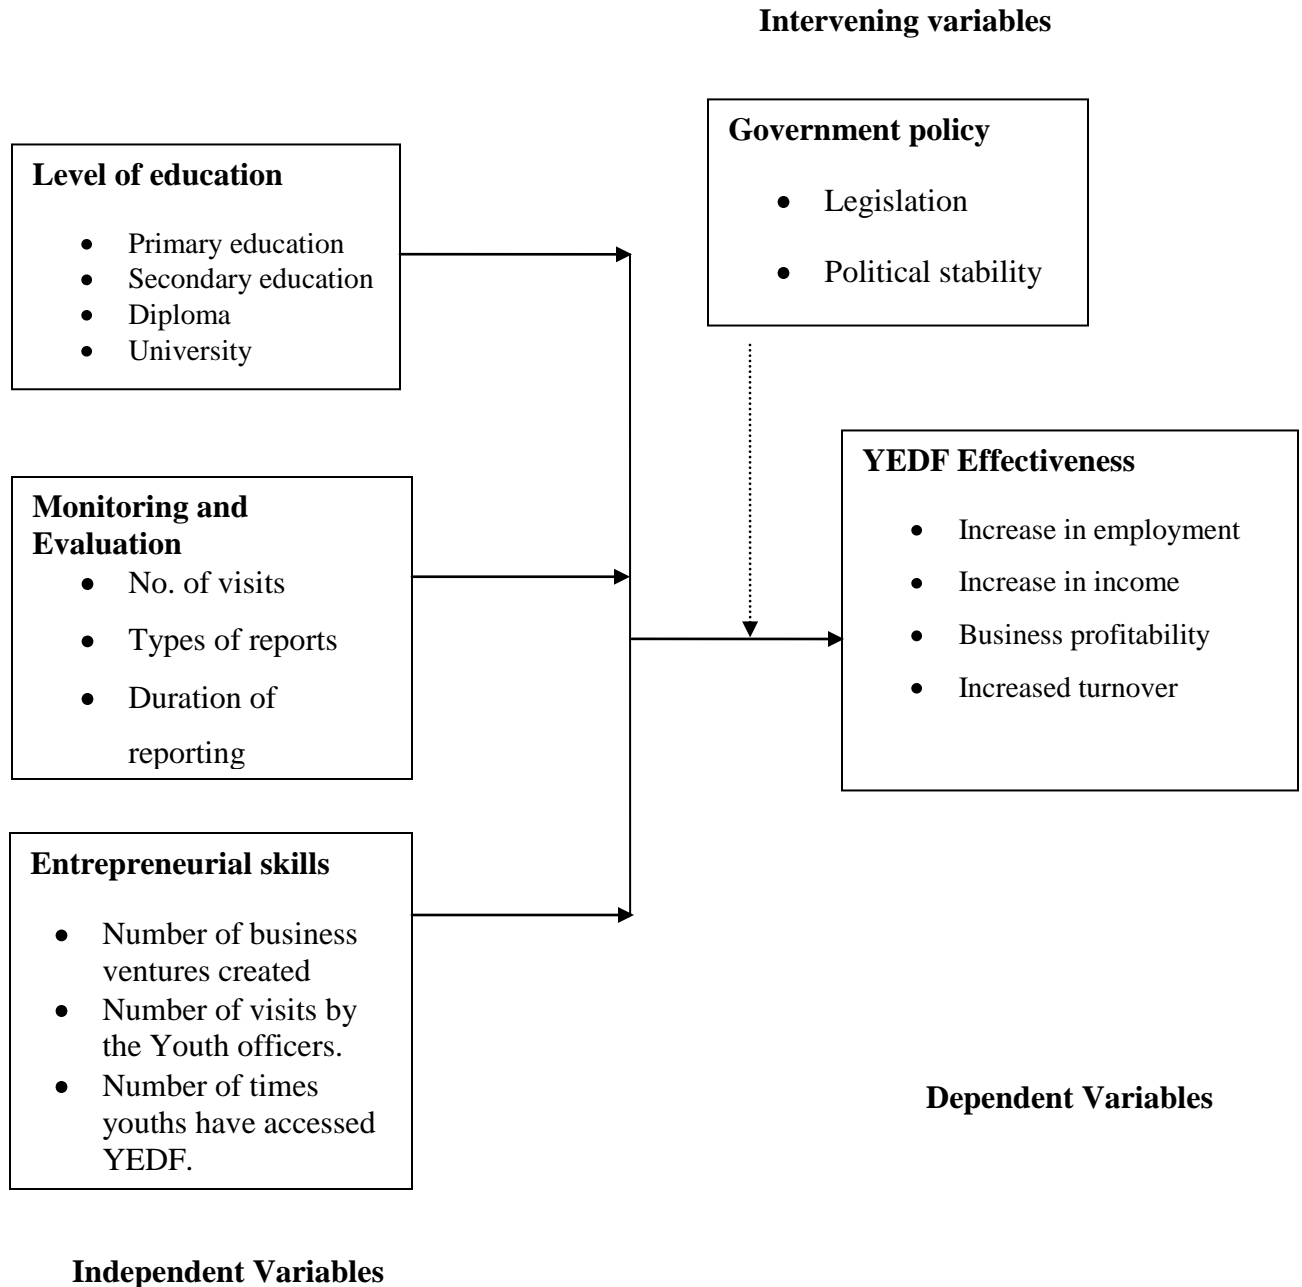 Intervening variables
Government policy
• Legislation
• Political stability
Level of education
• Primary education
• Secondary education
• Diploma
• University
Monitoring and
Evaluation
• No. of visits
• Types of reports
• Duration of
reporting
YEDF Effectiveness
• Increase in employment
• Increase in income
• Business profitability
• Increased turnover
Entrepreneurial skills
• Number of business
ventures created
• Number of visits by
the Youth officers.
• Number of times
youths have accessed
YEDF.
Dependent Variables
Independent Variables